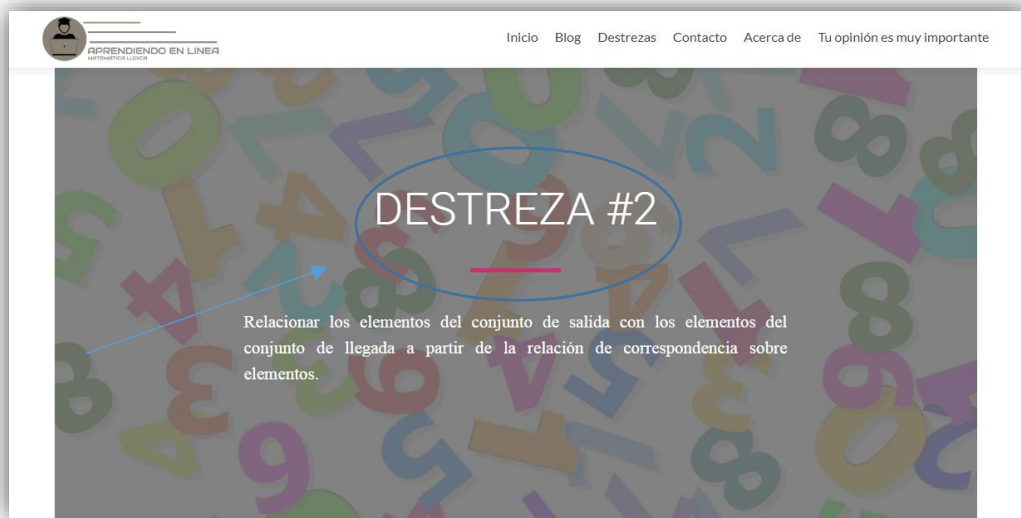 APRENDIENDO EN LINEA
MATEMÁTICA LÚDICA
Inicio Blog Destrezas Contacto Acerca de Tu opinión es muy importante
DESTREZA #2
Relacionar los elementos del conjunto de salida con los elementos del
conjunto de llegada a partir de la relación de correspondencia sobre
elementos.